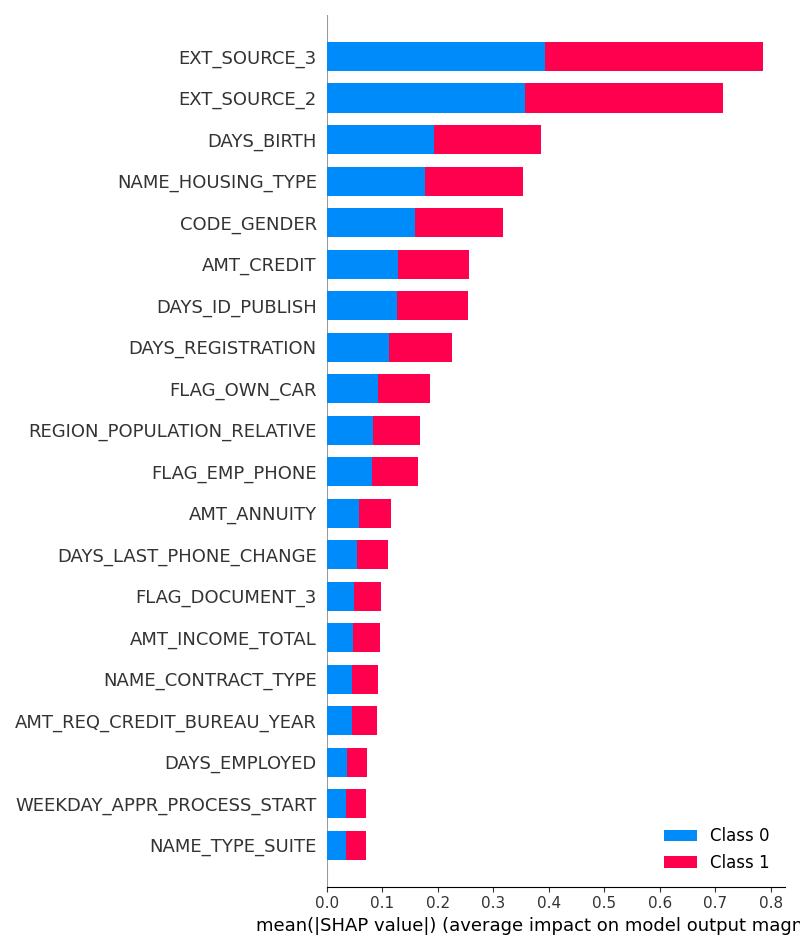 EXT_SOURCE_3
EXT_SOURCE_2
DAYS_BIRTH
NAME_HOUSING_TYPE
CODE_GENDER
AMT_CREDIT
DAYS_ID_PUBLISH
DAYS_REGISTRATION
FLAG_OWN_CAR
REGION_POPULATION_RELATIVE
FLAG_EMP_PHONE
AMT_ANNUITY
DAYS_LAST_PHONE_CHANGE
FLAG_DOCUMENT_3
AMT_INCOME_TOTAL
NAME_CONTRACT_TYPE
AMT_REQ_CREDIT_BUREAU_YEAR
DAYS_EMPLOYED
WEEKDAY_APPR_PROCESS_START
NAME_TYPE_SUITE
Class 0
Class 1
0.0 0.1 0.2 0.3 0.4 0.5 0.6 0.7 0.8
mean(|SHAP value|) (average impact on model output magn